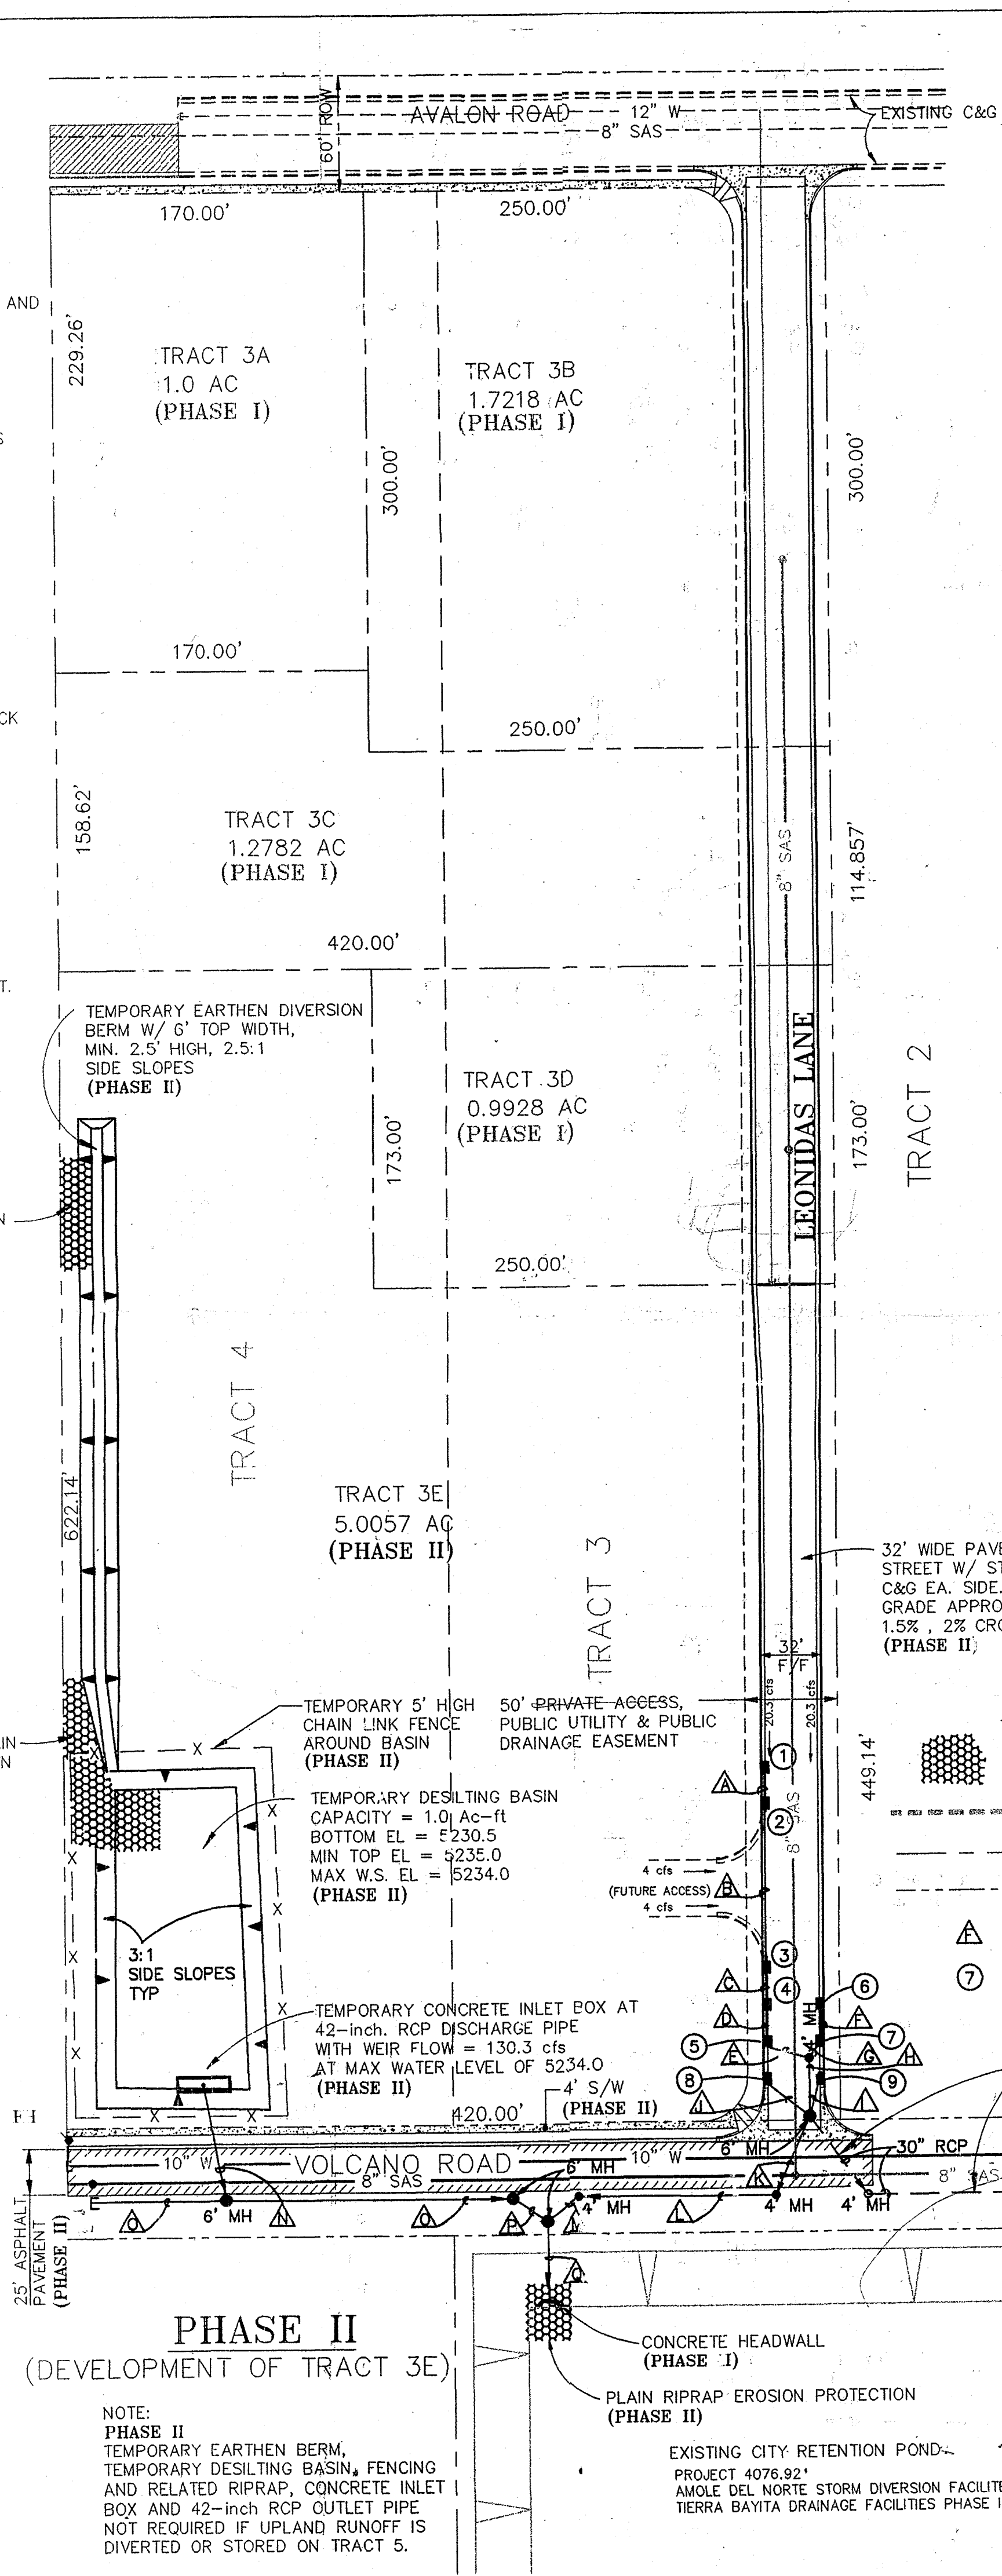 AVALON ROAD
12" W
8" SAS
60' ROW
EXISTING C&G
170.00'
250.00'
AND
229.26'
TRACT 3A
1.0 AC
(PHASE I)
TRACT 3B
1.7218 AC
(PHASE I)
300.00'
300.00'
170.00'
250.00'
CK
158.62'
TRACT 3C
1.2782 AC
(PHASE I)
8" SAS
114.857'
420.00'
T.
TEMPORARY EARTHEN DIVERSION
BERM W/ 6' TOP WIDTH,
MIN. 2.5' HIGH, 2.5:1
SIDE SLOPES
(PHASE II)
TRACT 3D
0.9928 AC
(PHASE I)
173.00'
LEONIDAS LANE
173.00'
TRACT 2
N
250.00'
TRACT 4
622.14'
TRACT 3E
5.0057 AC
(PHASE II)
TRACT 3
32' WIDE PAVE
STREET W/ ST
C&G EA. SIDE.
GRADE APPRO
1.5% , 2% CRO
(PHASE II)
32'
F/F
20.3 cfs
20.3 cfs
TEMPORARY 5' HIGH
CHAIN LINK FENCE
AROUND BASIN
(PHASE II)
50' PRIVATE ACCESS,
PUBLIC UTILITY & PUBLIC
DRAINAGE EASEMENT
IN
N
X
449.14'
1
A
2
8" SAS
TEMPORARY DESILTING BASIN
CAPACITY = 1.0 Ac-ft
BOTTOM EL = 5230.5
MIN TOP EL = 5235.0
MAX W.S. EL = 5234.0
(PHASE II)
4 cfs
(FUTURE ACCESS)
B
4 cfs
F
7
3:1
SIDE SLOPES
TYP
3
C
4
6
D
MH
F
5
7
E
4'
G
H
8
9
J
I
TEMPORARY CONCRETE INLET BOX AT
42-inch. RCP DISCHARGE PIPE
WITH WEIR FLOW = 130.3 cfs
AT MAX WATER LEVEL OF 5234.0
(PHASE II)
4' S/W
(PHASE II)
420.00'
10" W
VOLCANO ROAD
8" SAS
6' MH
10" W
6' MH
30" RCP
8" SAS
K
E
O
6' MH
N
O
P
4' MH
L
4' MH
4' MH
Q
25' ASPHALT
PAVEMENT
(PHASE II)
PHASE II
(DEVELOPMENT OF TRACT 3E)
CONCRETE HEADWALL
(PHASE I)
PLAIN RIPRAP EROSION PROTECTION
(PHASE II)
NOTE:
PHASE II
TEMPORARY EARTHEN BERM,
TEMPORARY DESILTING BASIN, FENCING
AND RELATED RIPRAP, CONCRETE INLET
BOX AND 42-inch RCP OUTLET PIPE
NOT REQUIRED IF UPLAND RUNOFF IS
DIVERTED OR STORED ON TRACT 5.
EXISTING CITY RETENTION POND
PROJECT 4076.92'
AMOLE DEL NORTE STORM DIVERSION FACILITE
TIERRA BAYITA DRAINAGE FACILITIES PHASE I